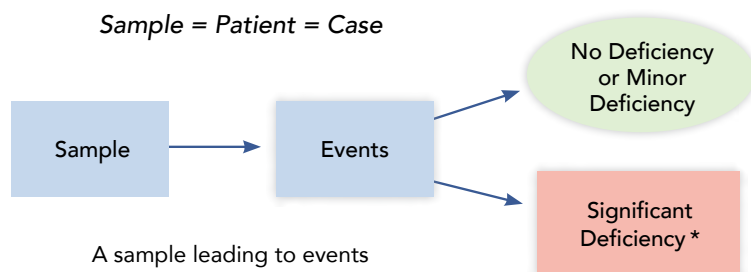 Sample = Patient = Case
No Deficiency
or Minor
Deficiency
Sample
Events
Significant
Deficiency *
A sample leading to events